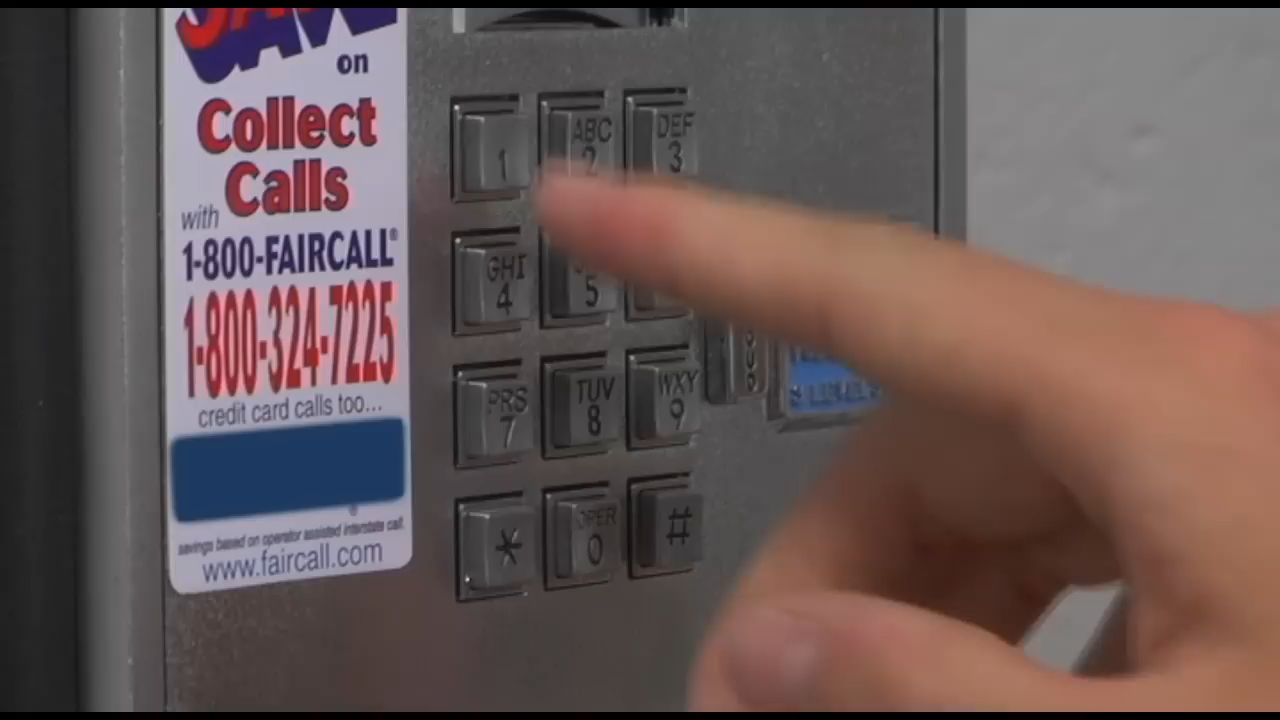 SAVE
on
Collect
Calls
with
1-800-FAIRCALL®
1-800-324-7225
credit card calls too...
®
savings based on operator assisted interstate call.
www.faircall.com
1
ABC
2
DEF
3
GHI
4
5
PRS
7
TUV
8
WXY
9
*
OPER
0
#